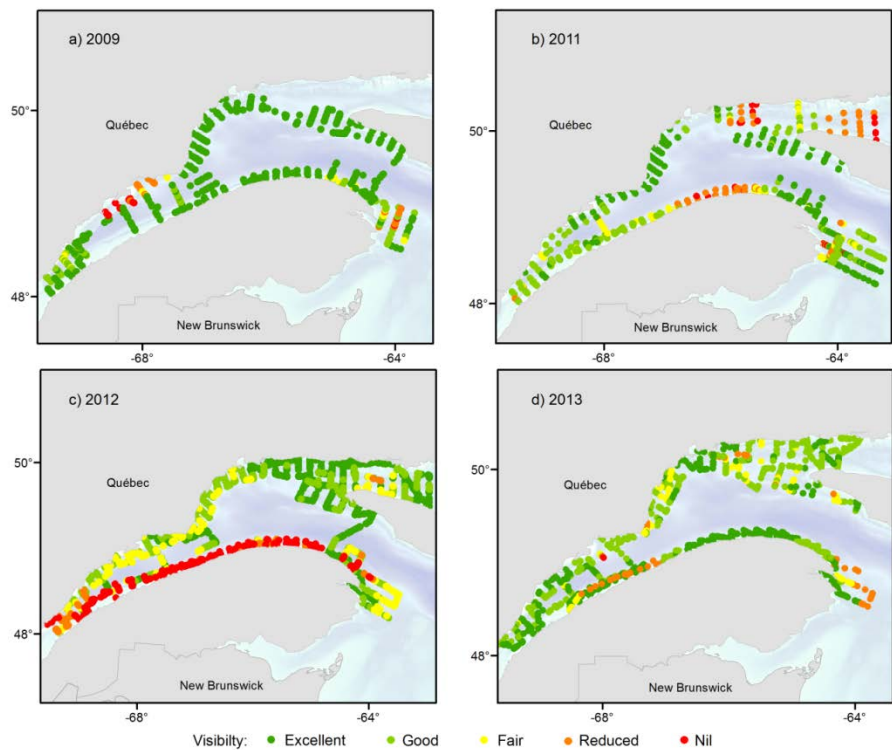 a) 2009
50°
Québec
48°
New Brunswick
-68°
-64°
b) 2011
50°
Québec
48°
New Brunswick
-68°
-64°
c) 2012
50°
Québec
48°
New Brunswick
-68°
-64°
d) 2013
50°
Québec
48°
New Brunswick
-68°
-64°
Visibilty: Excellent Good Fair Reduced Nil